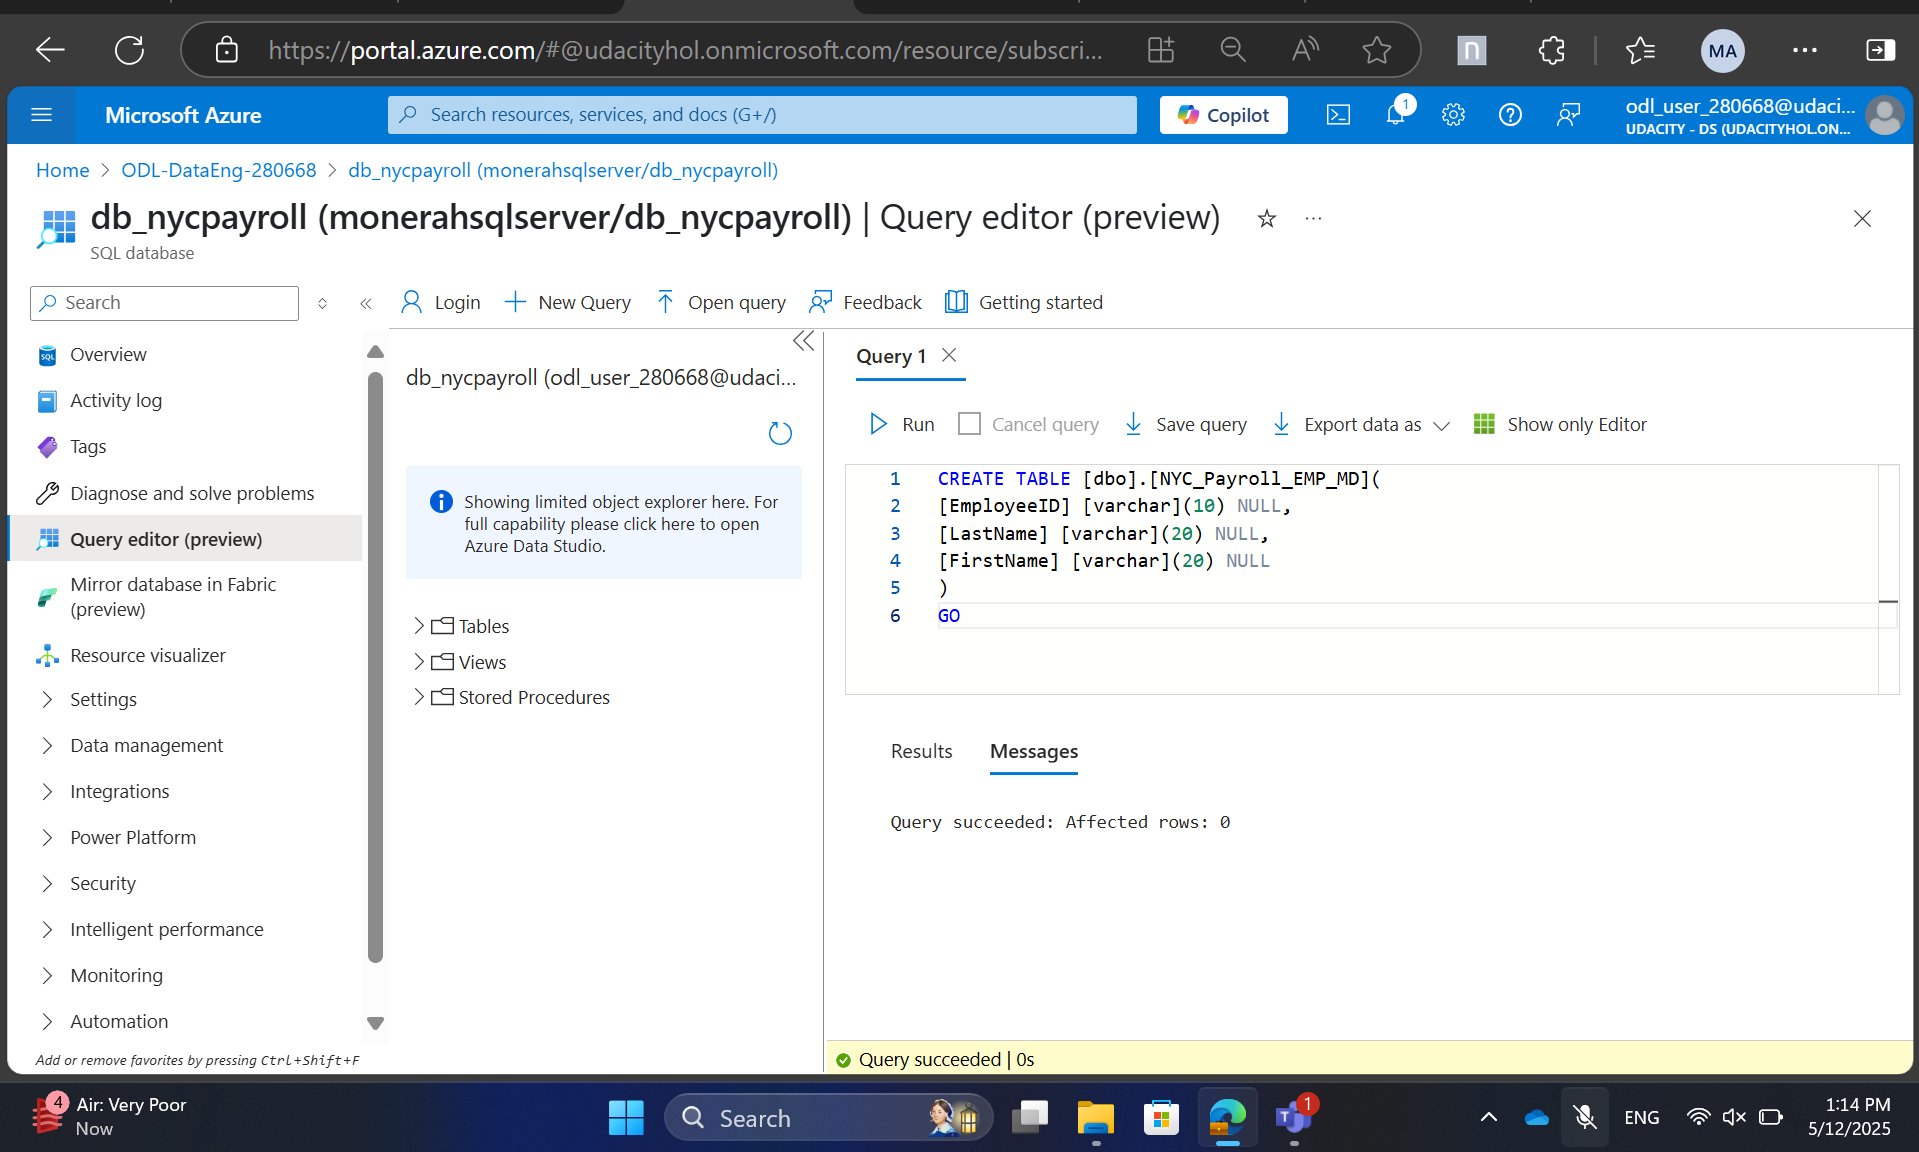 https://portal.azure.com/#@udacityhol.onmicrosoft.com/resource/subscri...
MA
Microsoft Azure
Search resources, services, and docs (G+/)
Copilot
1
odl_user_280668@udaci...
UDACITY - DS (UDACITYHOL.ON...
Home > ODL-DataEng-280668 > db_nycpayroll (monerahsqlserver/db_nycpayroll)
db_nycpayroll (monerahsqlserver/db_nycpayroll) | Query editor (preview)
SQL database
Search
Login
New Query
Open query
Feedback
Getting started
Overview
Activity log
Tags
Diagnose and solve problems
Query editor (preview)
Mirror database in Fabric
(preview)
Resource visualizer
Settings
Data management
Integrations
Power Platform
Security
Intelligent performance
Monitoring
Automation
Add or remove favorites by pressing Ctrl+Shift+F
db_nycpayroll (odl_user_280668@udaci...
Showing limited object explorer here. For
full capability please click here to open
Azure Data Studio.
Tables
Views
Stored Procedures
Query 1
Run
Cancel query
Save query
Export data as
Show only Editor
1 CREATE TABLE [dbo].[NYC_Payroll_EMP_MD](
2 [EmployeeID] [varchar](10) NULL,
3 [LastName] [varchar](20) NULL,
4 [FirstName] [varchar](20) NULL
5 )
6 GO
Results
Messages
Query succeeded: Affected rows: 0
Query succeeded | 0s
4
Air: Very Poor
Now
Search
1
ENG
1:14 PM
5/12/2025